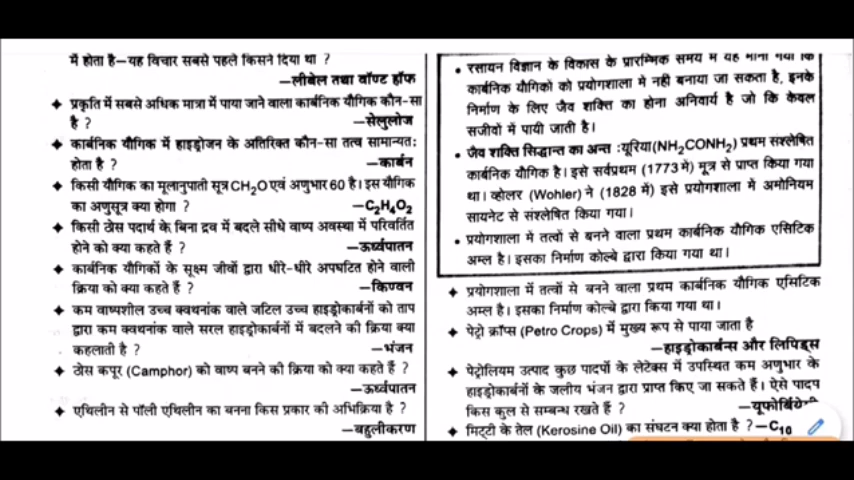 में होता है—यह विचार सबसे पहले किसने दिया था ?
—लीबेल तथा वॉण्ट हॉफ
✦ प्रकृति में सबसे अधिक मात्रा में पाया जाने वाला कार्बनिक यौगिक कौन-सा
है ? —सेलुलोज
✦ कार्बनिक यौगिक में हाइड्रोजन के अतिरिक्त कौन-सा तत्व सामान्यतः
होता है ? —कार्बन
✦ किसी यौगिक का मूलानुपाती सूत्र CH₂O एवं अणुभार 60 है। इस यौगिक
का अणुसूत्र क्या होगा ? —C₂H₄O₂
✦ किसी ठोस पदार्थ के बिना द्रव में बदले सीधे वाष्प अवस्था में परिवर्तित
होने को क्या कहते हैं ? —ऊर्ध्वपातन
✦ कार्बनिक यौगिकों के सूक्ष्म जीवों द्वारा धीरे-धीरे अपघटित होने वाली
क्रिया को क्या कहते हैं ? —किण्वन
✦ कम वाष्पशील उच्च क्वथनांक वाले जटिल उच्च हाइड्रोकार्बनों को ताप
द्वारा कम क्वथनांक वाले सरल हाइड्रोकार्बनों में बदलने की क्रिया क्या
कहलाती है ? —भंजन
✦ ठोस कपूर (Camphor) को वाष्प बनने की क्रिया को क्या कहते हैं ?
—ऊर्ध्वपातन
✦ एथिलीन से पॉली एथिलीन का बनना किस प्रकार की अभिक्रिया है ?
—बहुलीकरण
• रसायन विज्ञान के विकास के प्रारम्भिक समय में यह माना गया कि
कार्बनिक यौगिकों को प्रयोगशाला में नही बनाया जा सकता है, इनके
निर्माण के लिए जैव शक्ति का होना अनिवार्य है जो कि केवल
सजीवों में पायी जाती है।
• जैव शक्ति सिद्धान्त का अन्त :यूरिया(NH₂CONH₂) प्रथम संश्लेषित
कार्बनिक यौगिक है। इसे सर्वप्रथम (1773 में) मूत्र से प्राप्त किया गया
था। व्होलर (Wohler) ने (1828 में) इसे प्रयोगशाला में अमोनियम
सायनेट से संश्लेषित किया गया।
• प्रयोगशाला में तत्वों से बनने वाला प्रथम कार्बनिक यौगिक एसिटिक
अम्ल है। इसका निर्माण कोल्बे द्वारा किया गया था।
✦ प्रयोगशाला में तत्वों से बनने वाला प्रथम कार्बनिक यौगिक एसिटिक
अम्ल है। इसका निर्माण कोल्बे द्वारा किया गया था।
✦ पेट्रो क्रॉप्स (Petro Crops) में मुख्य रूप से पाया जाता है
—हाइड्रोकार्बन्स और लिपिड्स
✦ पेट्रोलियम उत्पाद कुछ पादपों के लेटेक्स में उपस्थित कम अणुभार के
हाइड्रोकार्बनों के जलीय भंजन द्वारा प्राप्त किए जा सकते हैं। ऐसे पादप
किस कुल से सम्बन्ध रखते हैं ?
✦ मिट्टी के तेल (Kerosine Oil) का संघटन क्या होता है ? —C₁₀